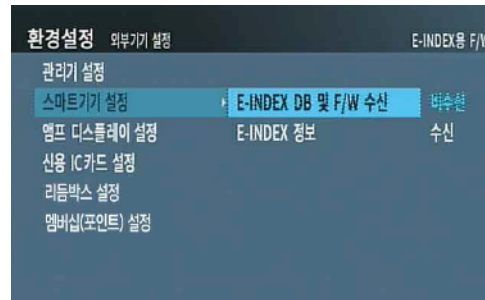 환경설정 외부기기 설정 E-INDEX용 F/W
관리기 설정
스마트기기 설정 E-INDEX DB 및 F/W 수신 미수신
앰프 디스플레이 설정 E-INDEX 정보 수신
신용 IC카드 설정
리듬박스 설정
멤버십(포인트) 설정